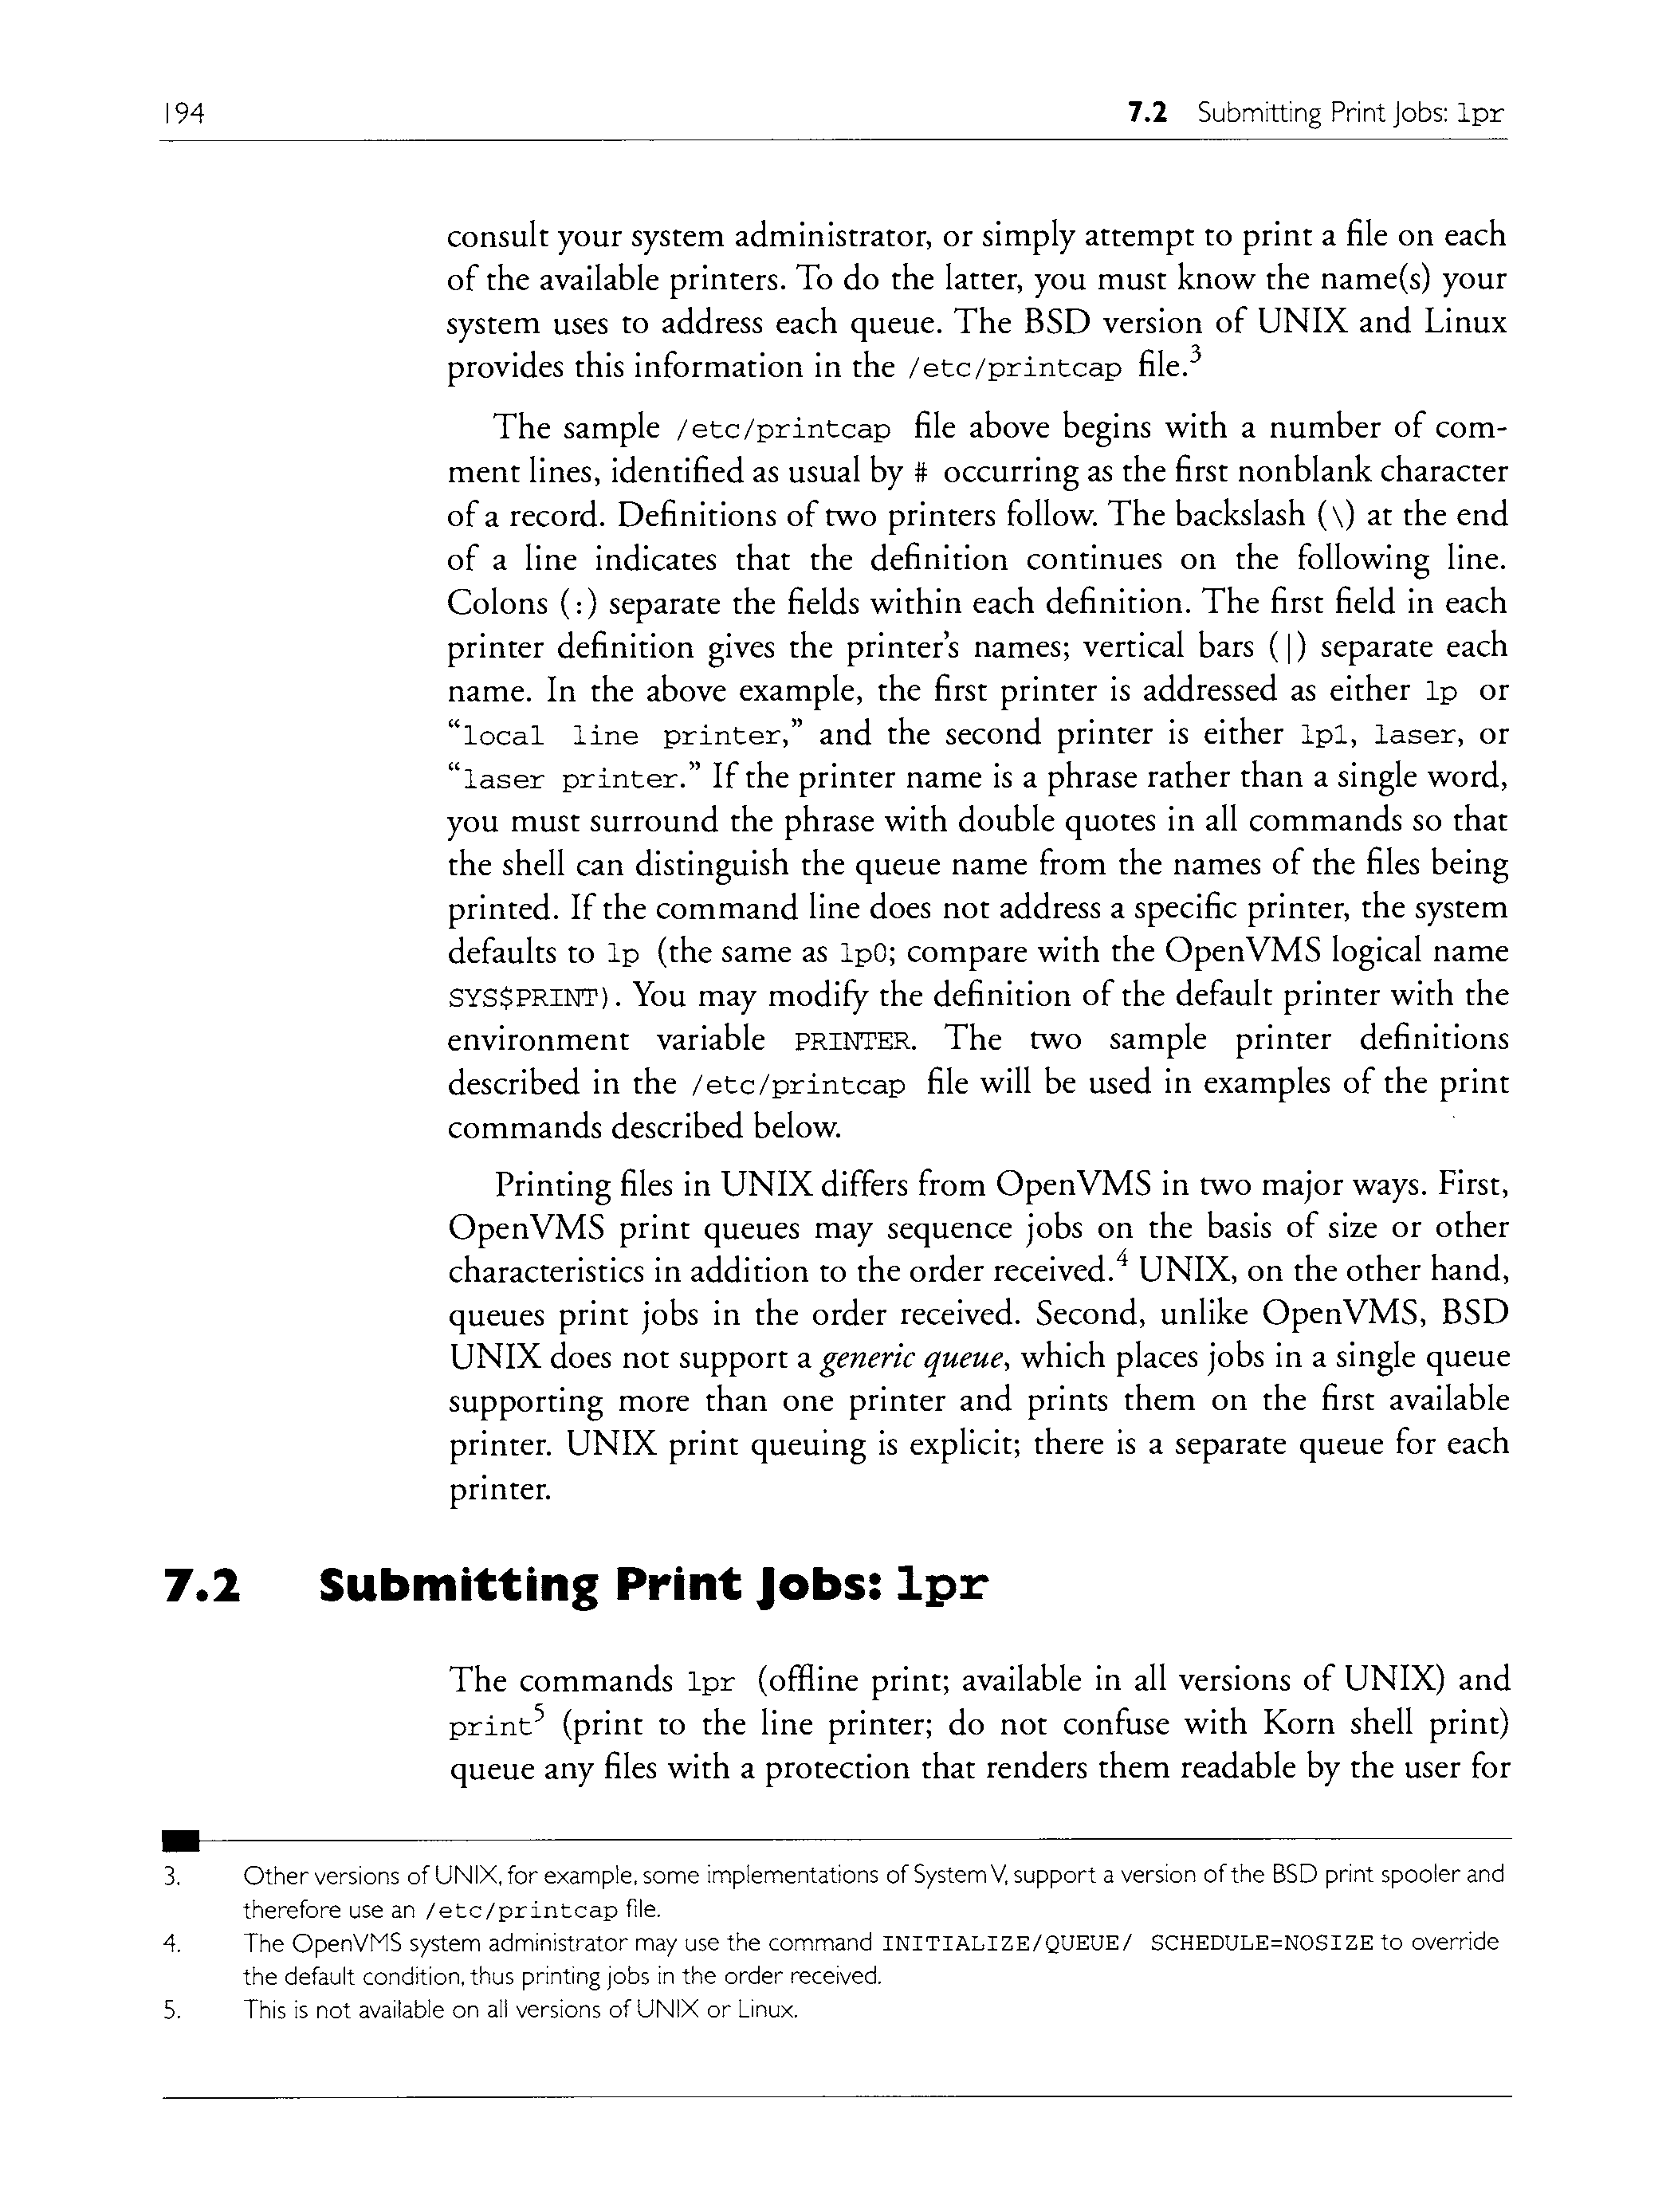 194
7.2 Submitting Print Jobs: lpr
consult your system administrator, or simply attempt to print a file on each
of the available printers. To do the latter, you must know the name(s) your
system uses to address each queue. The BSD version of UNIX and Linux
provides this information in the /etc/printcap file.3
The sample /etc/printcap file above begins with a number of com-
ment lines, identified as usual by # occurring as the first nonblank character
of a record. Definitions of two printers follow. The backslash (\) at the end
of a line indicates that the definition continues on the following line.
Colons (:) separate the fields within each definition. The first field in each
printer definition gives the printer's names; vertical bars (|) separate each
name. In the above example, the first printer is addressed as either lp or
“local line printer,” and the second printer is either lp1, laser, or
“laser printer.” If the printer name is a phrase rather than a single word,
you must surround the phrase with double quotes in all commands so that
the shell can distinguish the queue name from the names of the files being
printed. If the command line does not address a specific printer, the system
defaults to lp (the same as lp0; compare with the OpenVMS logical name
SYS$PRINT). You may modify the definition of the default printer with the
environment variable PRINTER. The two sample printer definitions
described in the /etc/printcap file will be used in examples of the print
commands described below.
Printing files in UNIX differs from OpenVMS in two major ways. First,
OpenVMS print queues may sequence jobs on the basis of size or other
characteristics in addition to the order received.4 UNIX, on the other hand,
queues print jobs in the order received. Second, unlike OpenVMS, BSD
UNIX does not support a generic queue, which places jobs in a single queue
supporting more than one printer and prints them on the first available
printer. UNIX print queuing is explicit; there is a separate queue for each
printer.
7.2 Submitting Print Jobs: lpr
The commands lpr (offline print; available in all versions of UNIX) and
print5 (print to the line printer; do not confuse with Korn shell print)
queue any files with a protection that renders them readable by the user for
3. Other versions of UNIX, for example, some implementations of System V, support a version of the BSD print spooler and
therefore use an /etc/printcap file.
4. The OpenVMS system administrator may use the command INITIALIZE/QUEUE/ SCHEDULE=NOSIZE to override
the default condition, thus printing jobs in the order received.
5. This is not available on all versions of UNIX or Linux.